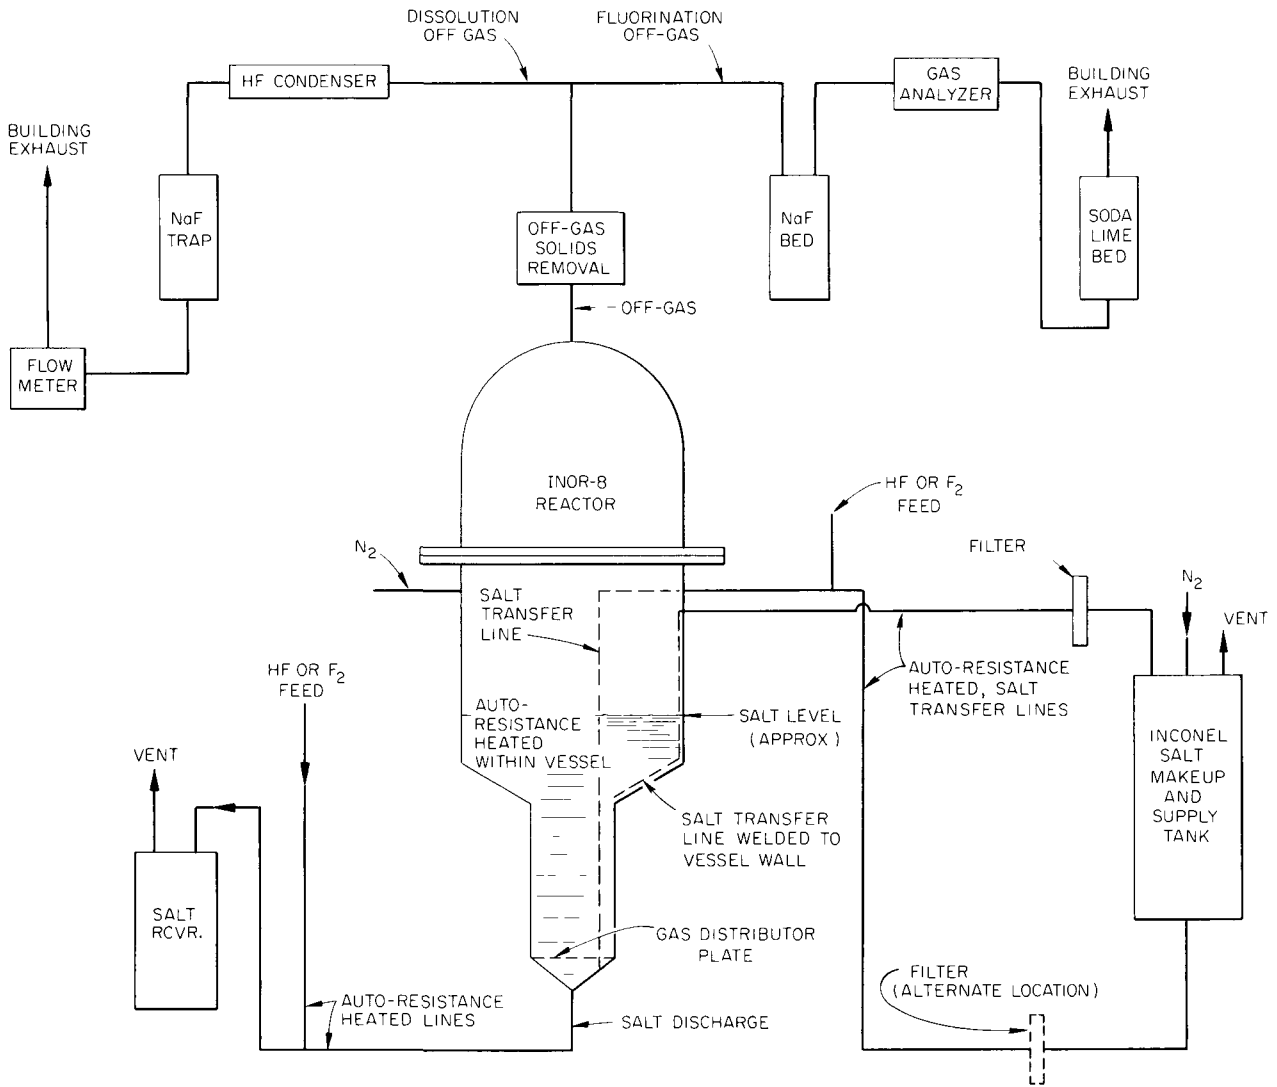 DISSOLUTION
OFF GAS
FLUORINATION
OFF-GAS
HF CONDENSER
GAS
ANALYZER
BUILDING
EXHAUST
BUILDING
EXHAUST
NaF
TRAP
OFF-GAS
SOLIDS
REMOVAL
NaF
BED
SODA
LIME
BED
OFF-GAS
FLOW
METER
INOR-8
REACTOR
HF OR F2
FEED
N2
FILTER
N2
VENT
SALT
TRANSFER
LINE
HF OR F2
FEED
AUTO-RESISTANCE
HEATED, SALT
TRANSFER LINES
AUTO-
RESISTANCE
HEATED
WITHIN VESSEL
SALT LEVEL
(APPROX)
INCONEL
SALT
MAKEUP
AND
SUPPLY
TANK
VENT
SALT TRANSFER
LINE WELDED TO
VESSEL WALL
SALT
RCVR.
GAS DISTRIBUTOR
PLATE
FILTER
(ALTERNATE LOCATION)
AUTO-RESISTANCE
HEATED LINES
SALT DISCHARGE